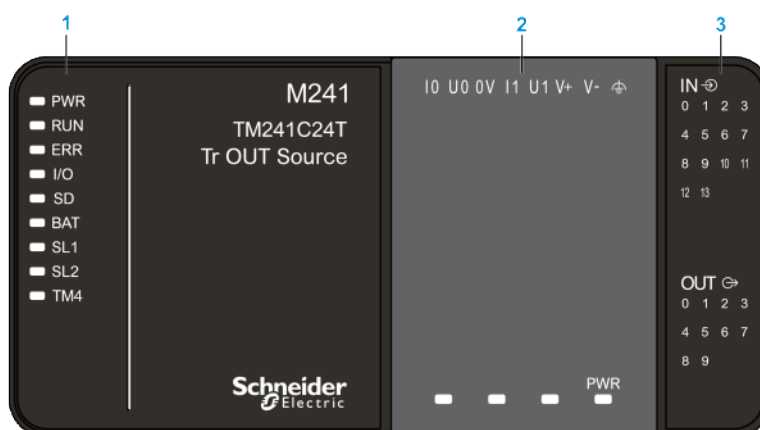 1
2
3
PWR
RUN
ERR
I/O
SD
BAT
SL1
SL2
TM4
M241
TM241C24T
Tr OUT Source
Schneider
Electric
I0 U0 0V I1 U1 V+ V-
PWR
IN
0 1 2 3
4 5 6 7
8 9 10 11
12 13
OUT
0 1 2 3
4 5 6 7
8 9